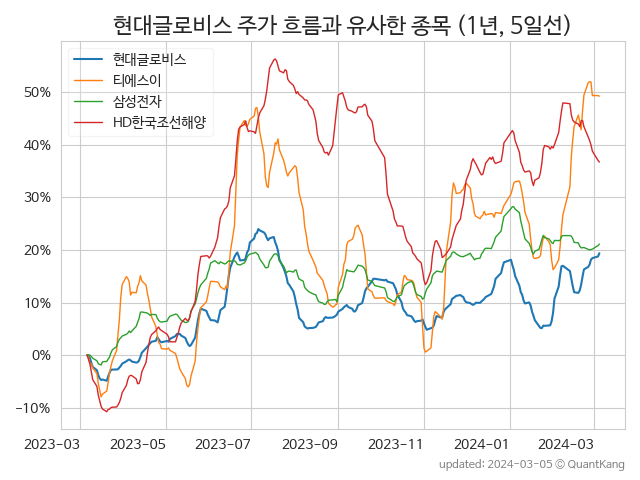 현대글로비스 주가 흐름과 유사한 종목 (1년, 5일선)
현대글로비스
티에스이
삼성전자
HD한국조선해양
50%
40%
30%
20%
10%
0%
−10%
2023-03 2023-05 2023-07 2023-09 2023-11 2024-01 2024-03
updated: 2024-03-05 © QuantKang